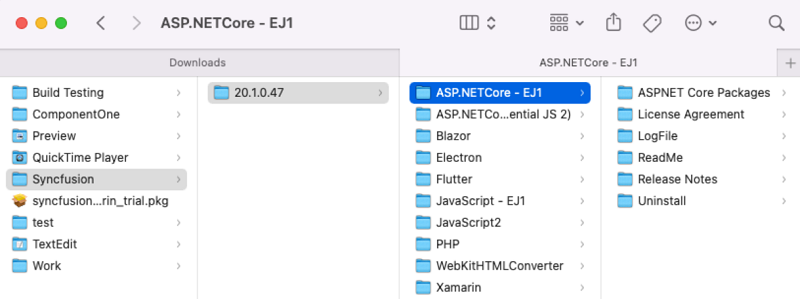 ASP.NETCore - EJ1
Downloads
ASP.NETCore - EJ1
Build Testing
ComponentOne
Preview
QuickTime Player
Syncfusion
syncfusion...rin_trial.pkg
test
TextEdit
Work
20.1.0.47
ASP.NETCore - EJ1
ASP.NETCo...ential JS 2)
Blazor
Electron
Flutter
JavaScript - EJ1
JavaScript2
PHP
WebKitHTMLConverter
Xamarin
ASPNET Core Packages
License Agreement
LogFile
ReadMe
Release Notes
Uninstall